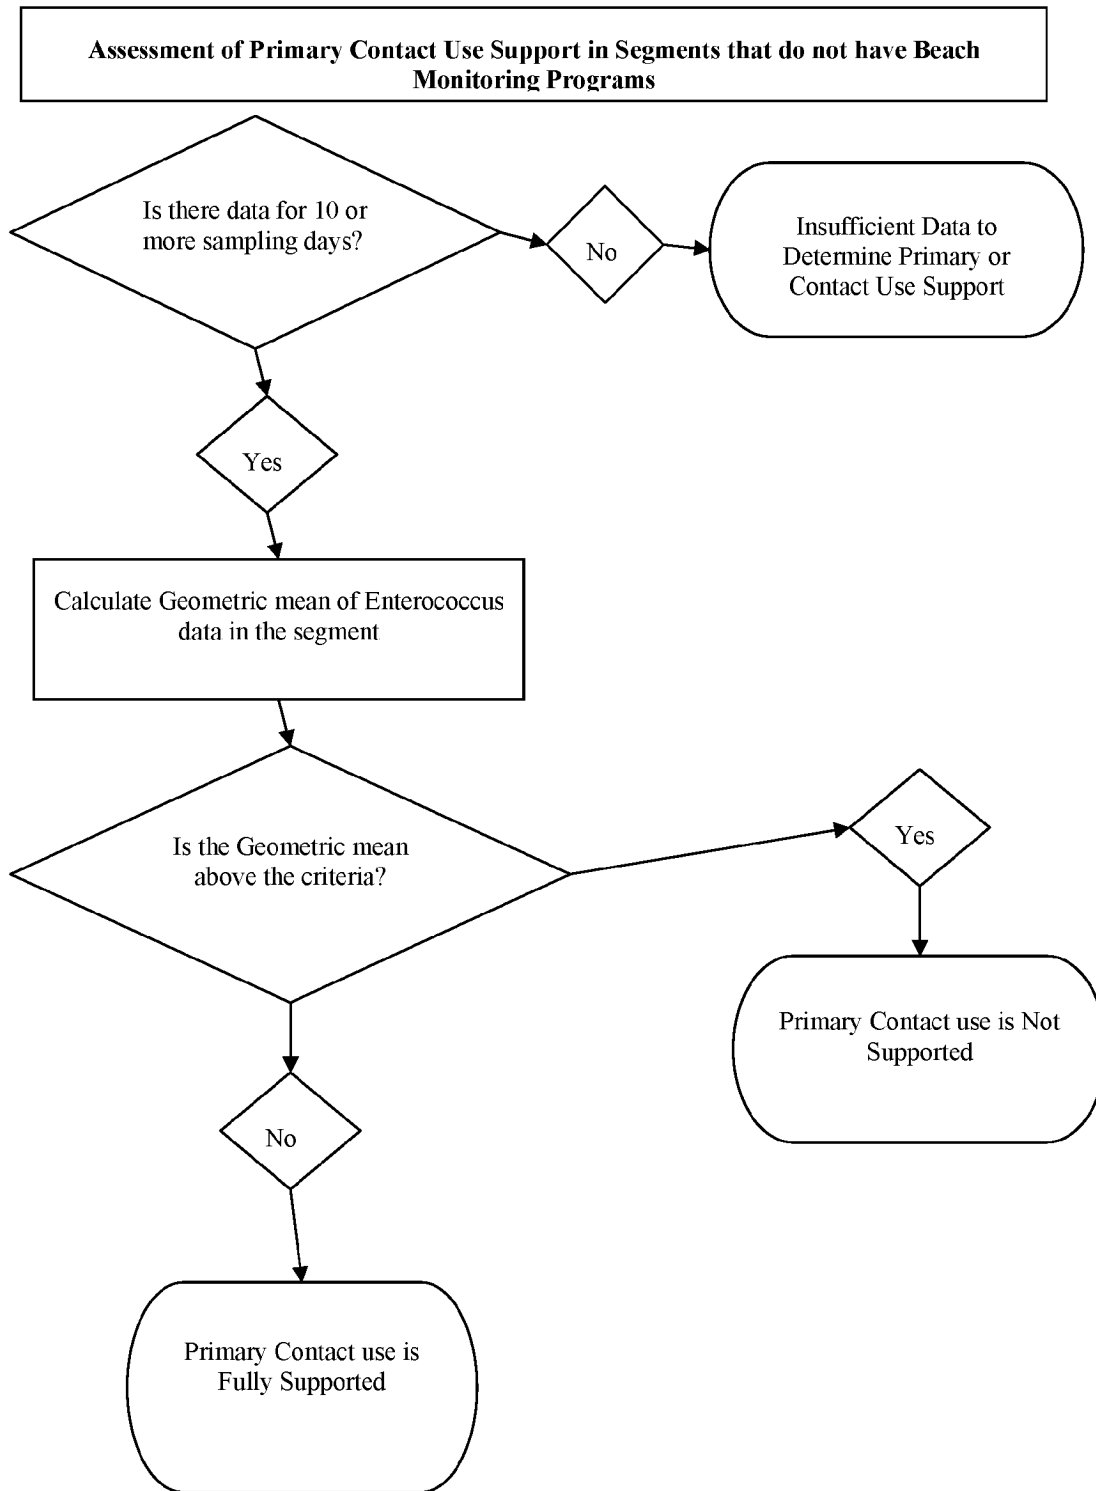 Assessment of Primary Contact Use Support in Segments that do not have Beach
Monitoring Programs
Is there data for 10 or
more sampling days?
No
Insufficient Data to
Determine Primary or
Contact Use Support
Yes
Calculate Geometric mean of Enterococcus
data in the segment
Is the Geometric mean
above the criteria?
Yes
Primary Contact use is Not
Supported
No
Primary Contact use is
Fully Supported